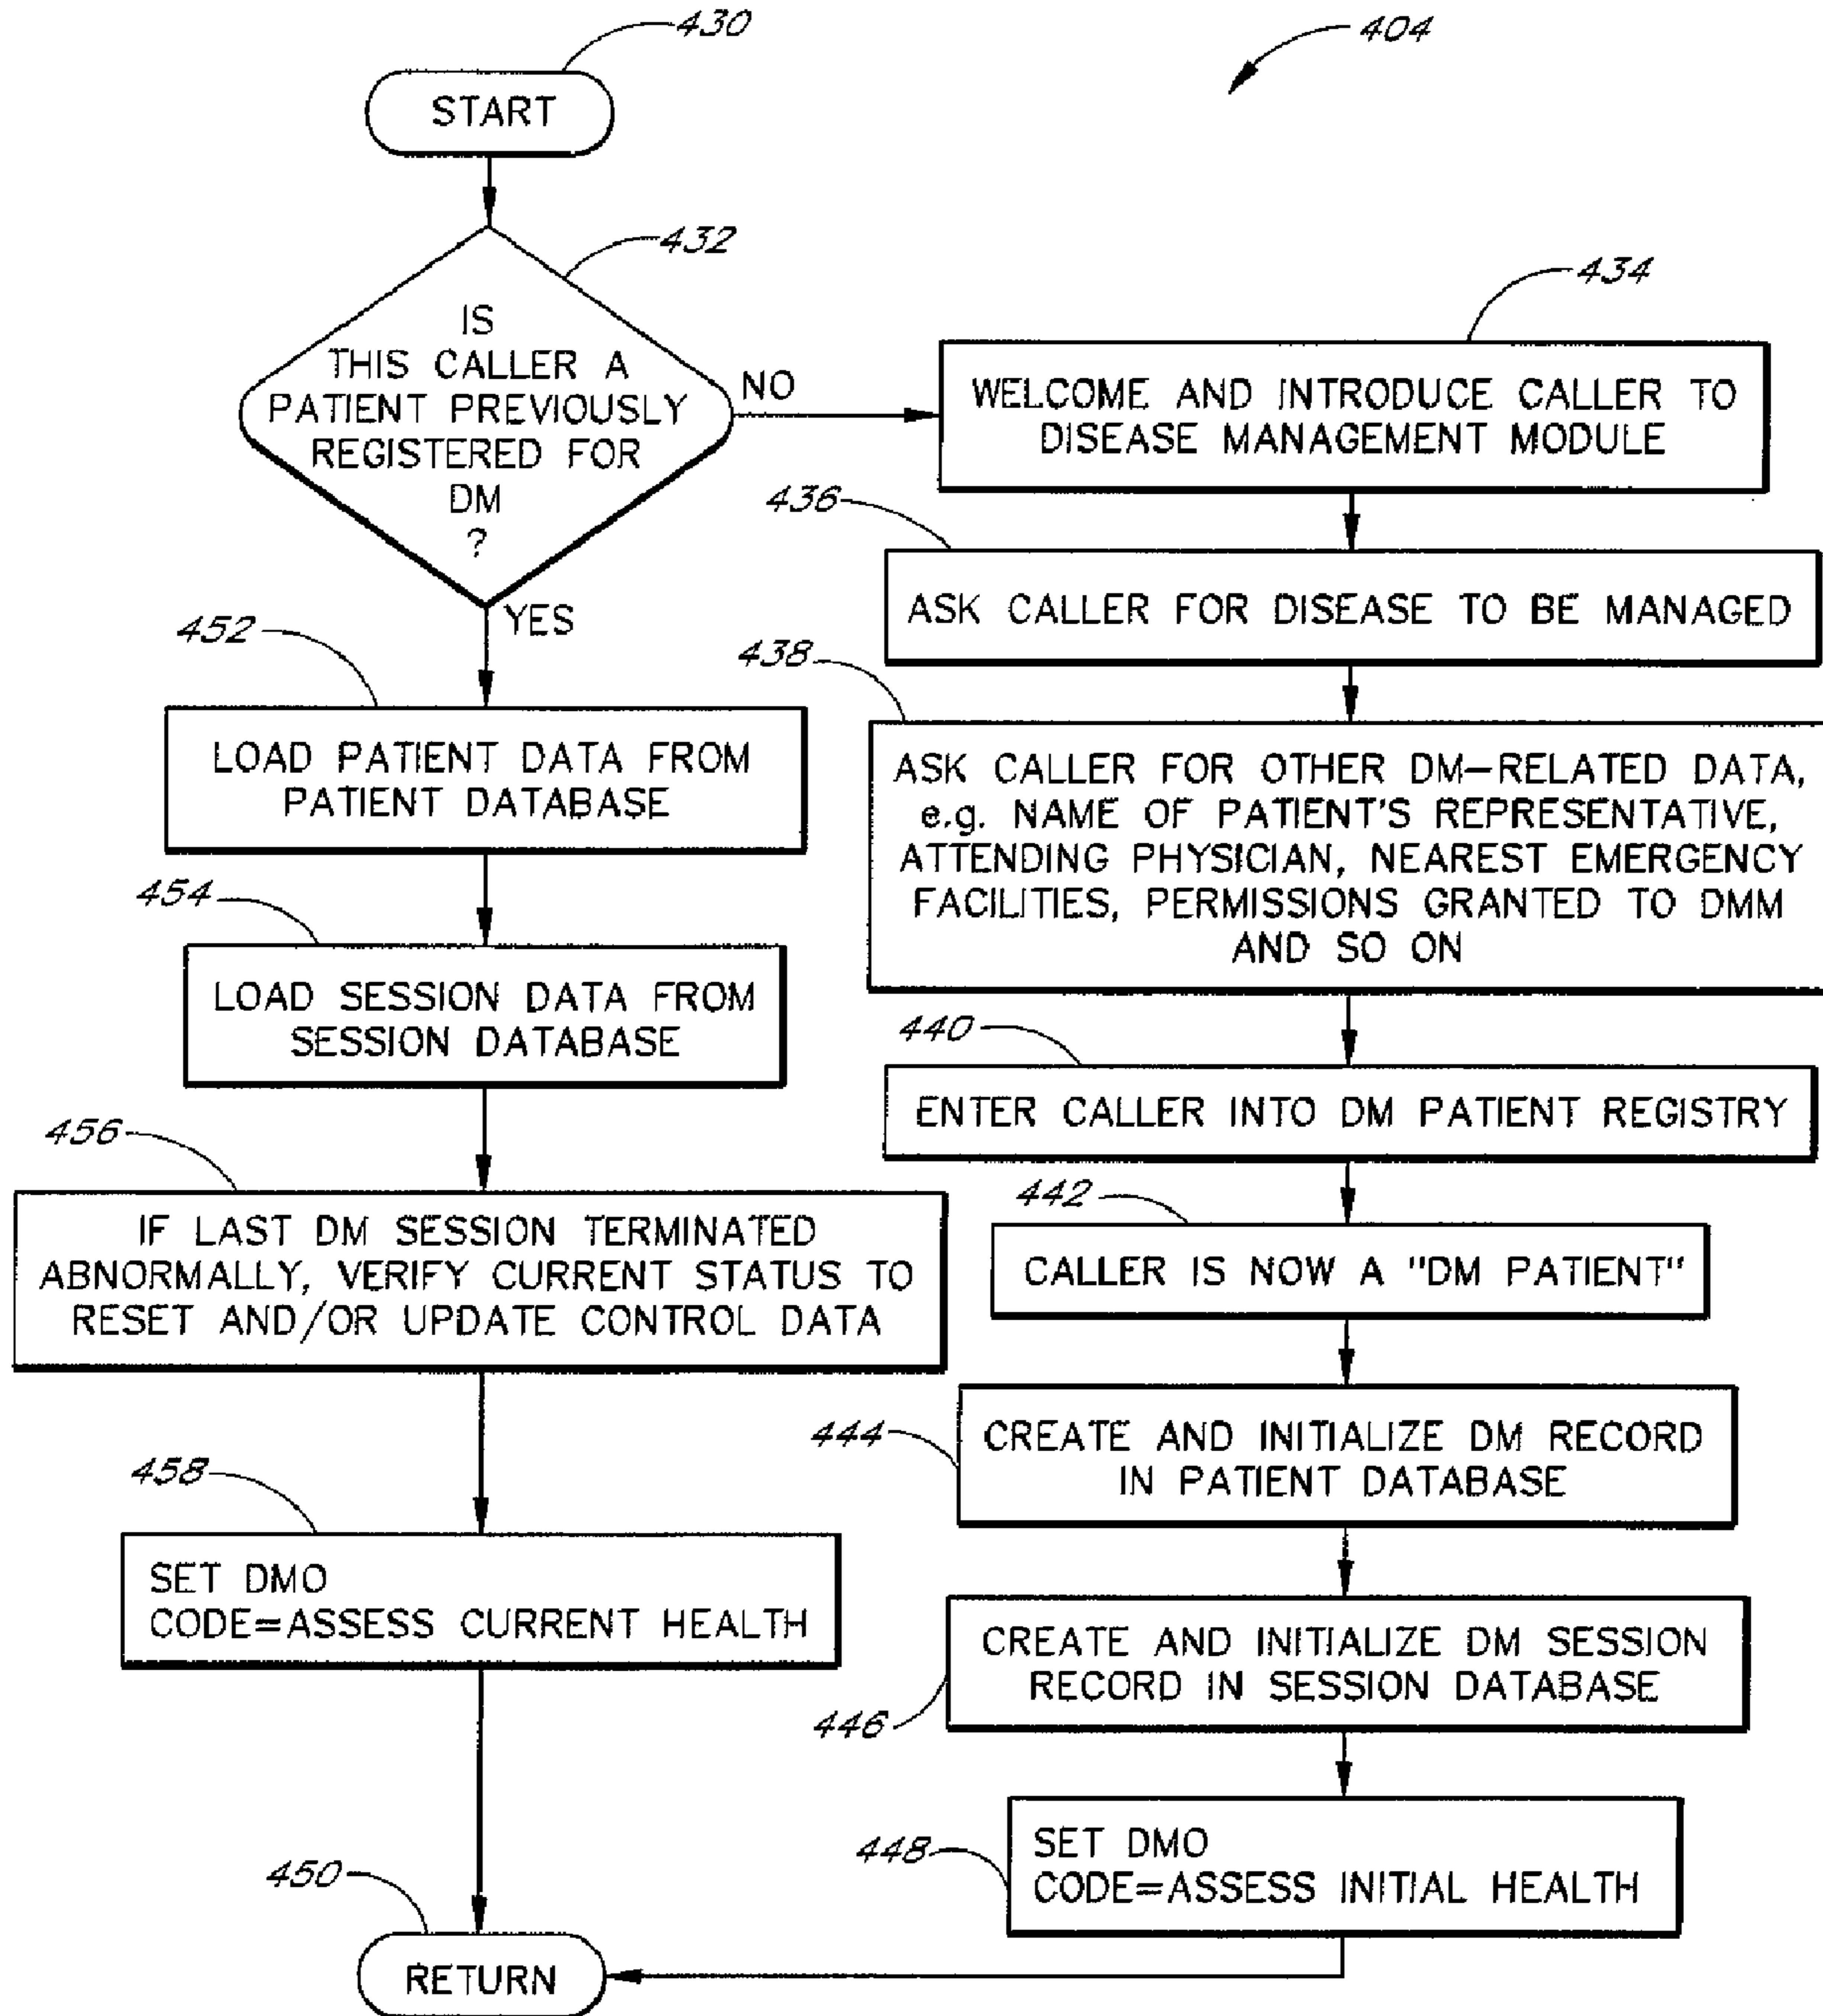 430
404
START
432
IS
THIS CALLER A
PATIENT PREVIOUSLY
REGISTERED FOR
DM
?
NO
YES
434
WELCOME AND INTRODUCE CALLER TO
DISEASE MANAGEMENT MODULE
436
ASK CALLER FOR DISEASE TO BE MANAGED
438
ASK CALLER FOR OTHER DM-RELATED DATA,
e.g. NAME OF PATIENT'S REPRESENTATIVE,
ATTENDING PHYSICIAN, NEAREST EMERGENCY
FACILITIES, PERMISSIONS GRANTED TO DMM
AND SO ON
440
ENTER CALLER INTO DM PATIENT REGISTRY
442
CALLER IS NOW A "DM PATIENT"
444
CREATE AND INITIALIZE DM RECORD
IN PATIENT DATABASE
446
CREATE AND INITIALIZE DM SESSION
RECORD IN SESSION DATABASE
448
SET DMO
CODE=ASSESS INITIAL HEALTH
452
LOAD PATIENT DATA FROM
PATIENT DATABASE
454
LOAD SESSION DATA FROM
SESSION DATABASE
456
IF LAST DM SESSION TERMINATED
ABNORMALLY, VERIFY CURRENT STATUS TO
RESET AND/OR UPDATE CONTROL DATA
458
SET DMO
CODE=ASSESS CURRENT HEALTH
450
RETURN